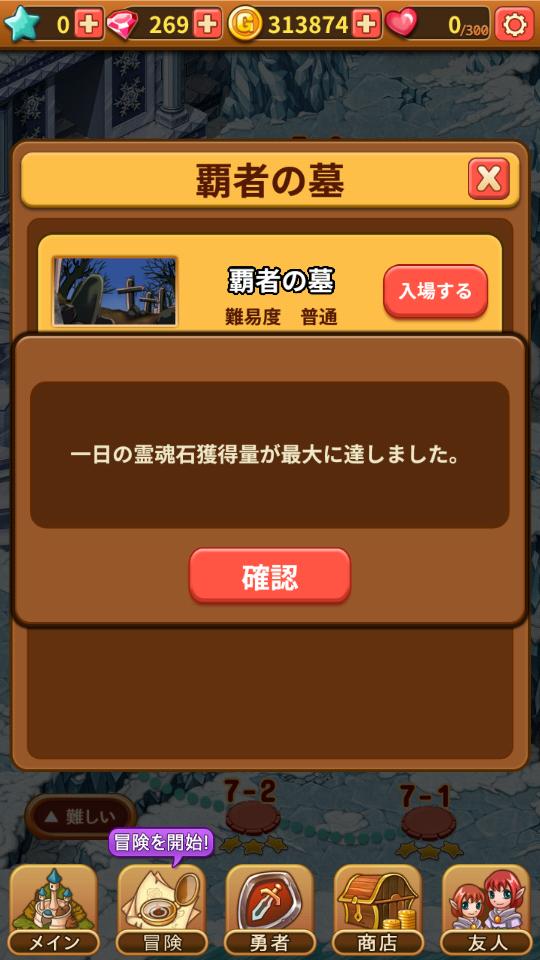 0
269
G
313874
0/300
覇者の墓
覇者の墓
難易度 普通
入場する
一日の霊魂石獲得量が最大に達しました。
確認
7-2
7-1
▲ 難しい
冒険を開始!
メイン
冒険
勇者
商店
友人